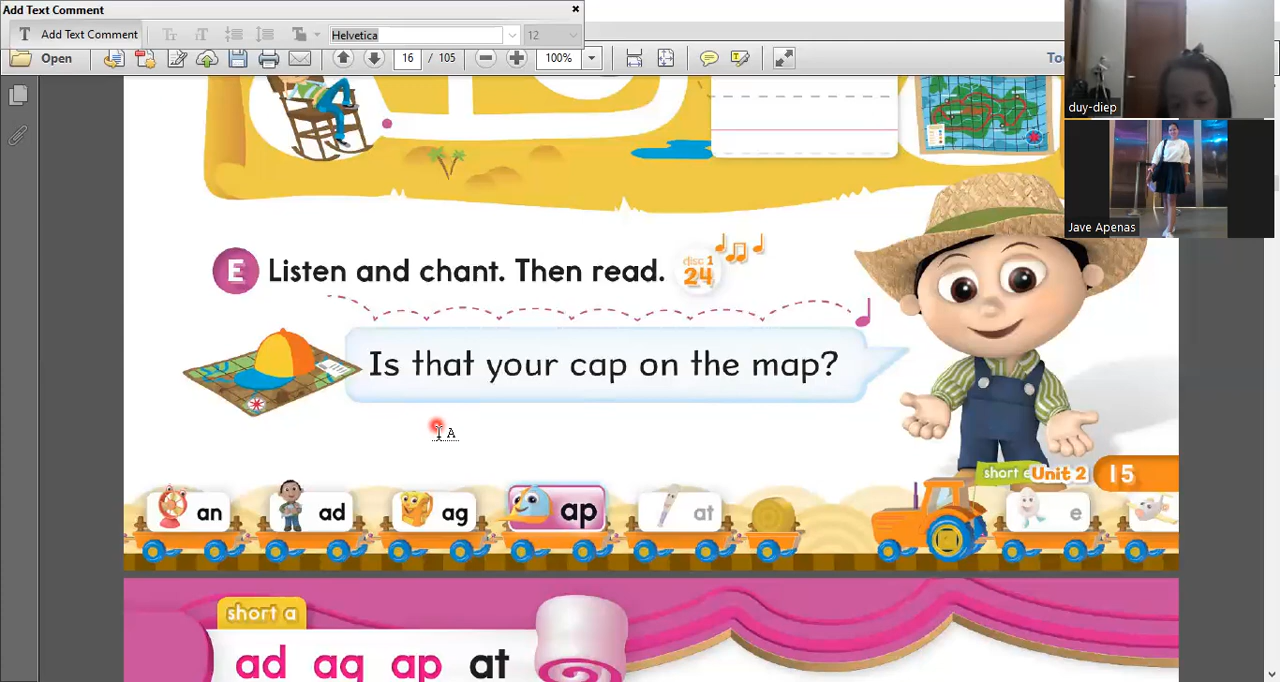 Add Text Comment
Add Text Comment
Helvetica
12
Open
16 / 105
100%
duy-diep
Jave Apenas
E Listen and chant. Then read.
disc 1
24
Is that your cap on the map?
Unit 2
15
an
ad
ag
ap
at
e
short a
ad ag ap at